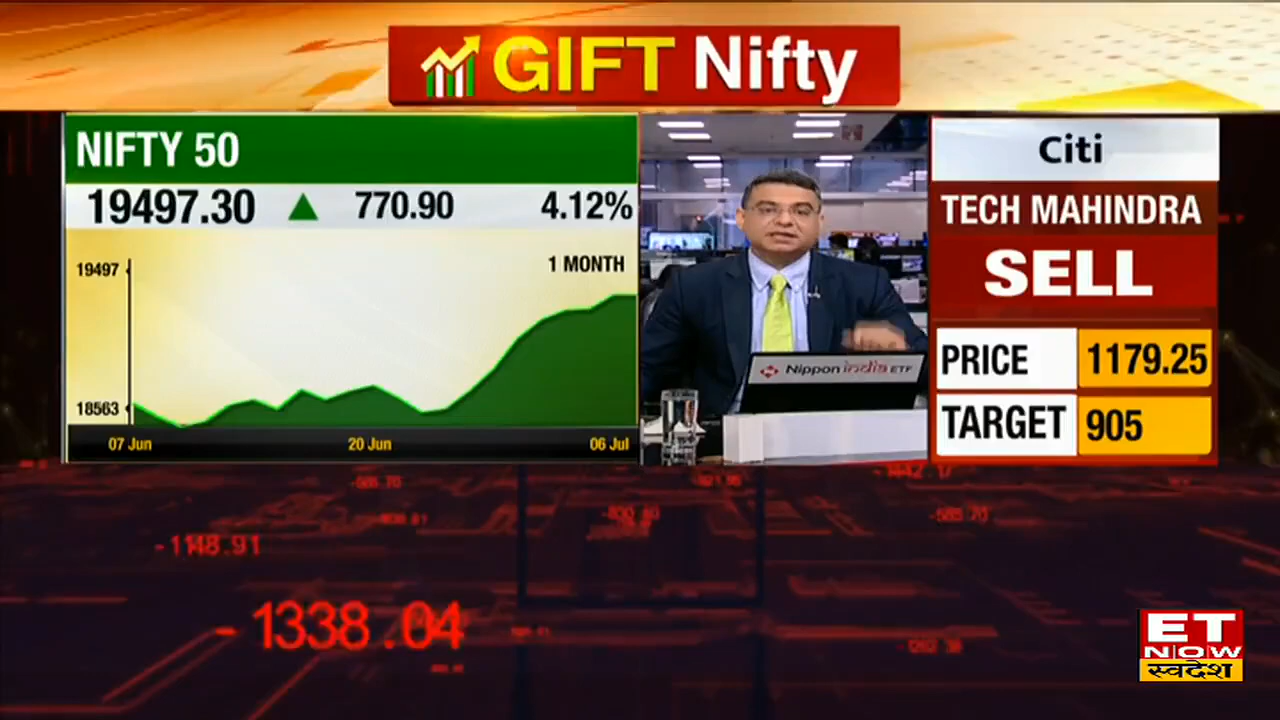 GIFT Nifty
NIFTY 50
19497.30 ▲ 770.90 4.12%
1 MONTH
19497
18563
07 Jun 20 Jun 06 Jul
Nippon india ETF
Citi
TECH MAHINDRA
SELL
PRICE 1179.25
TARGET 905
-1148.91
- 1338.04
ET
NOW
स्वदेश